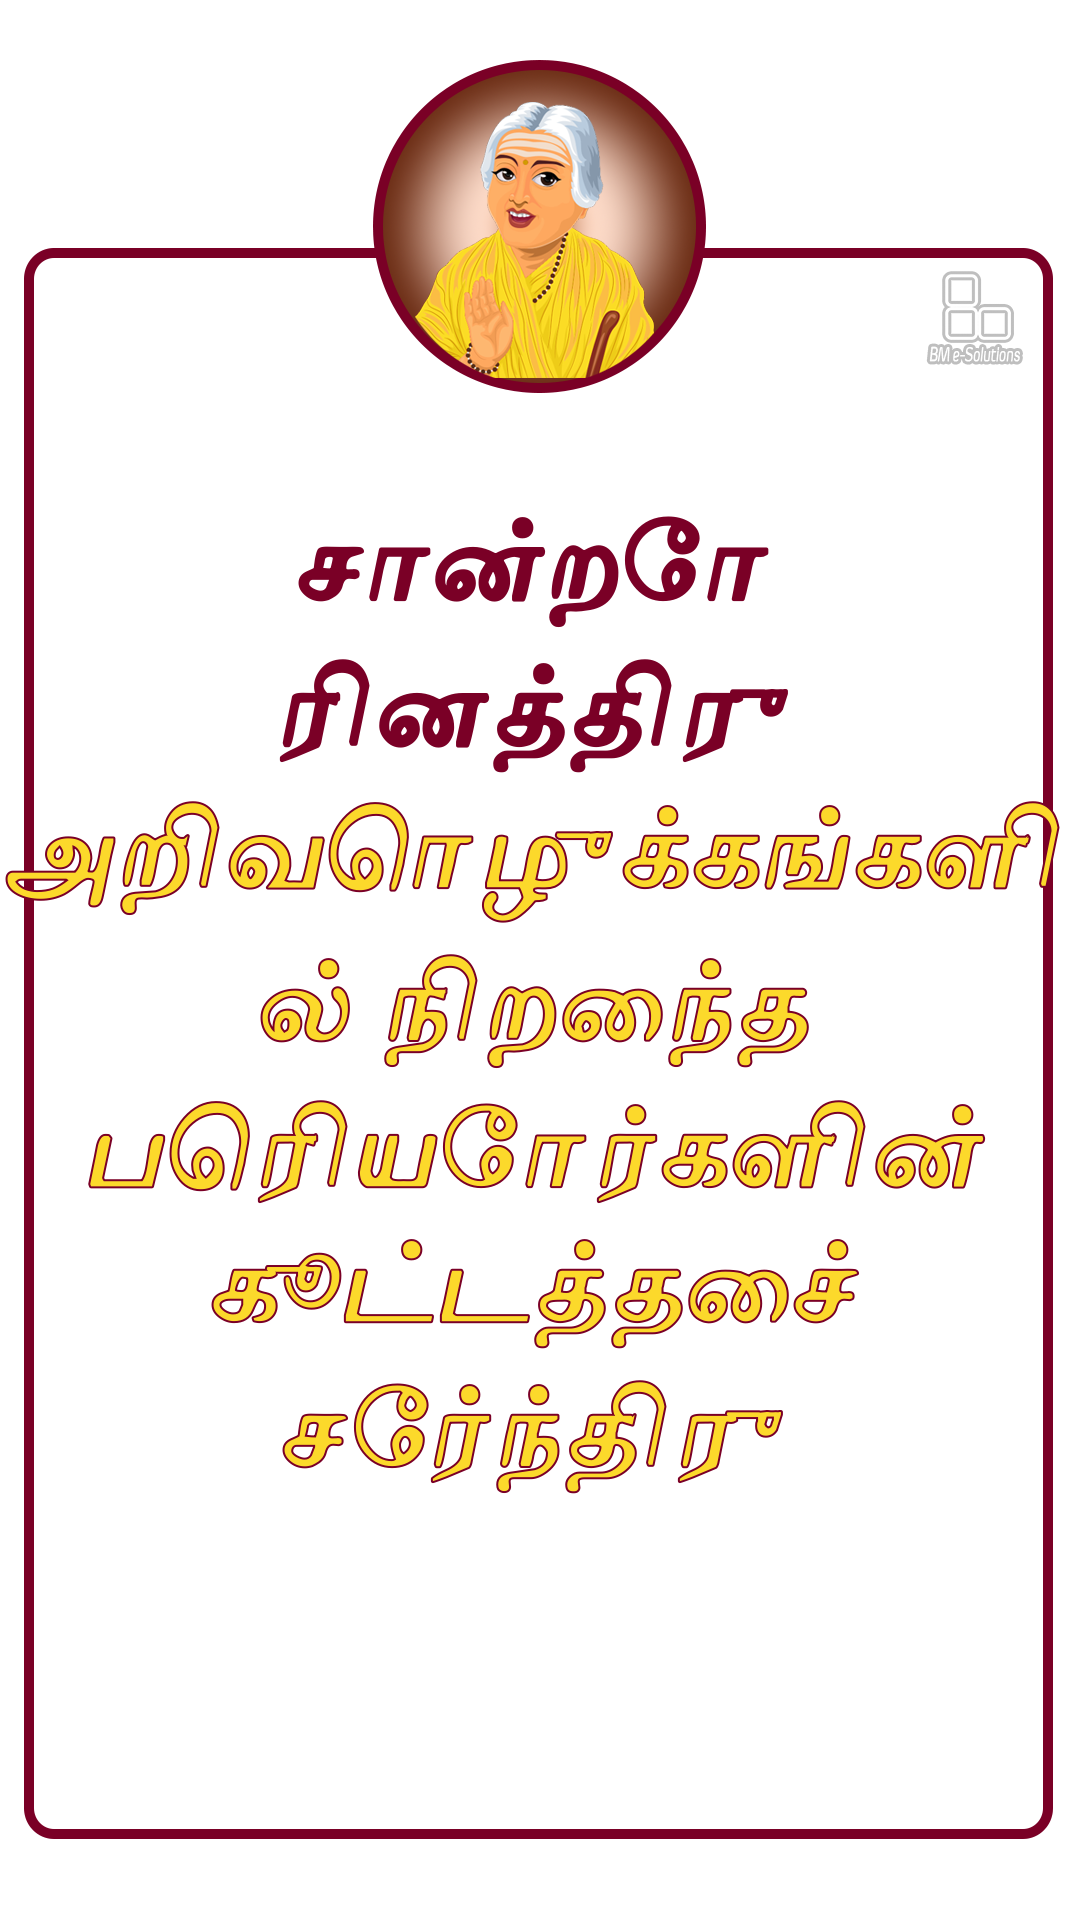 BM e-Solutions
சான்றோ
ரினத்திரு
அறிவொழுக்கங்களி
ல் நிறைந்த
பெரியோர்களின்
கூட்டத்தைச்
சேர்ந்திரு